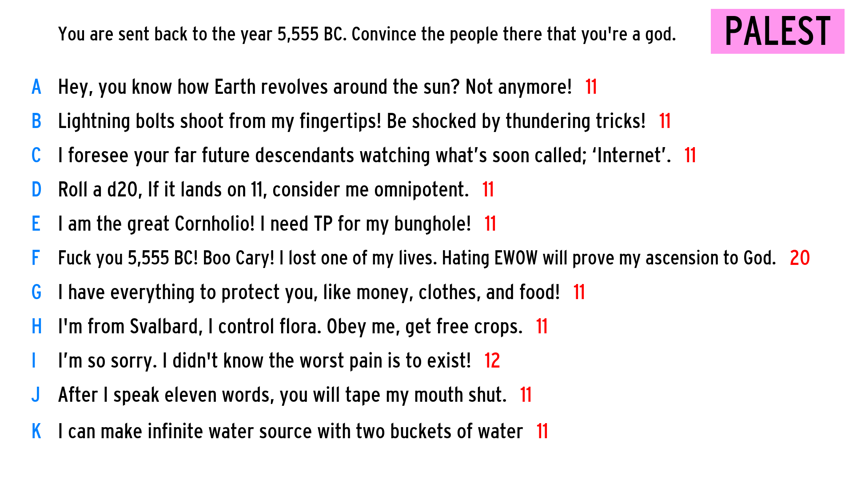 You are sent back to the year 5,555 BC. Convince the people there that you're a god.
PALEST
A Hey, you know how Earth revolves around the sun? Not anymore! 11
B Lightning bolts shoot from my fingertips! Be shocked by thundering tricks! 11
C I foresee your far future descendants watching what’s soon called; ‘Internet’. 11
D Roll a d20, If it lands on 11, consider me omnipotent. 11
E I am the great Cornholio! I need TP for my bunghole! 11
F Fuck you 5,555 BC! Boo Cary! I lost one of my lives. Hating EWOW will prove my ascension to God. 20
G I have everything to protect you, like money, clothes, and food! 11
H I'm from Svalbard, I control flora. Obey me, get free crops. 11
I I’m so sorry. I didn't know the worst pain is to exist! 12
J After I speak eleven words, you will tape my mouth shut. 11
K I can make infinite water source with two buckets of water 11